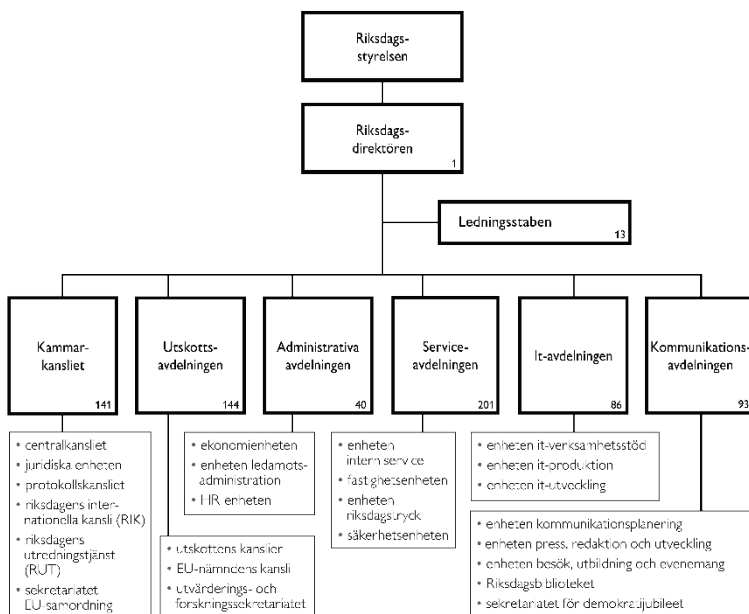 Riksdags-
styrelsen
Riksdags-
direktören
1
Ledningsstaben
13
Kammar-
kansliet
141
Utskotts-
avdelningen
144
Administrativa
avdelningen
40
Service-
avdelningen
201
It-avdelningen
86
Kommunikations-
avdelningen
93
• centralkansliet
• juridiska enheten
• protokollskansliet
• riksdagens inter-
nationella kansli (RIK)
• riksdagens
utredningstjänst
(RUT)
• sekretariatet
EU-samordning
• utskottens kanslier
• EU-nämndens kansli
• utvärderings- och
forskningssekretariatet
• ekonomienheten
• enheten ledamots-
administration
• HR enheten
• enheten
intern service
• fastighetsenheten
• enheten
riksdagstryck
• säkerhetsenheten
• enheten it-verksamhetsstöd
• enheten it-produktion
• enheten it-utveckling
• enheten kommunikationsplanering
• enheten press, redaktion och utveckling
• enheten besök, utbildning och evenemang
• Riksdagsbiblioteket
• sekretariatet för demokratijubileet